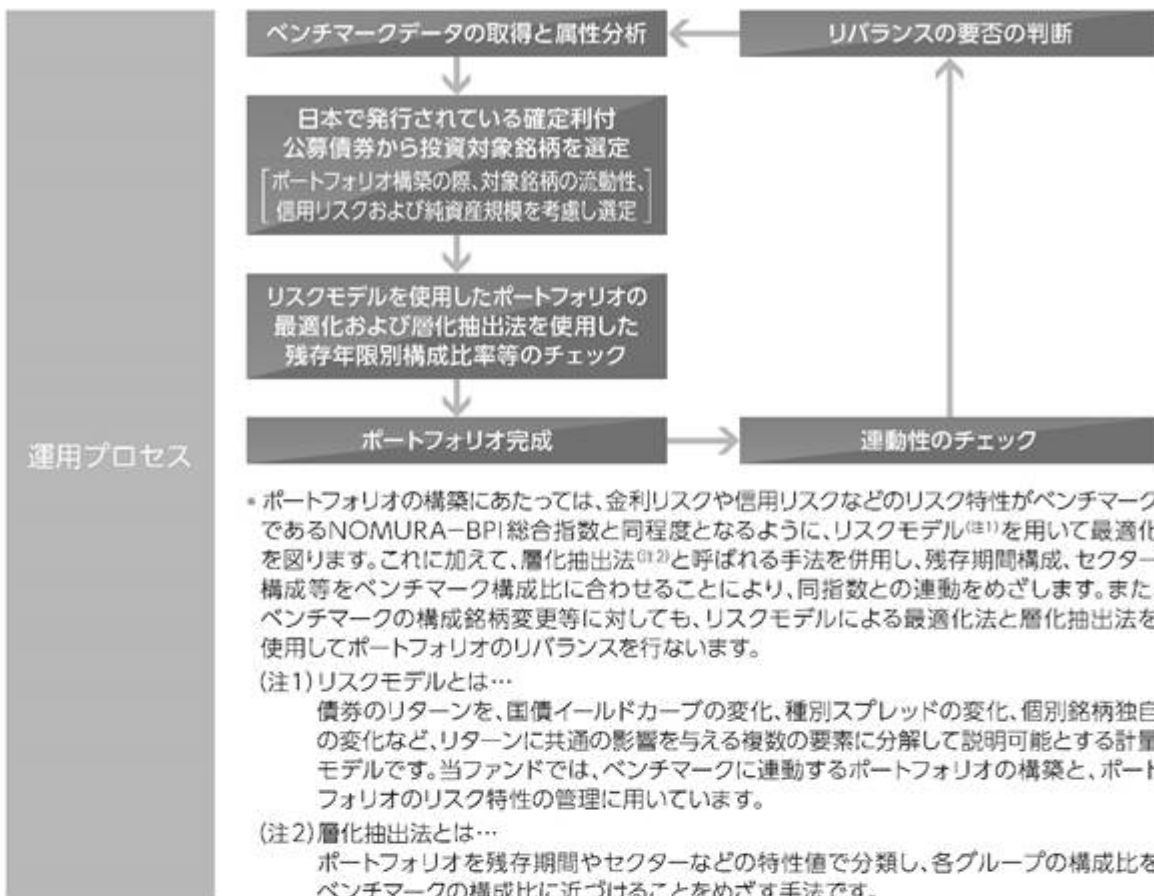 運用プロセス
ベンチマークデータの取得と属性分析
リバランスの要否の判断
日本で発行されている確定利付
公募債券から投資対象銘柄を選定
[ポートフォリオ構築の際、対象銘柄の流動性、
信用リスクおよび純資産規模を考慮し選定]
リスクモデルを使用したポートフォリオの
最適化および層化抽出法を使用した
残存年限別構成比率等のチェック
ポートフォリオ完成
連動性のチェック
* ポートフォリオの構築にあたっては、金利リスクや信用リスクなどのリスク特性がベンチマーク
であるNOMURA-BPI総合指数と同程度となるように、リスクモデル(注1)を用いて最適化
を図ります。これに加えて、層化抽出法(注2)と呼ばれる手法を併用し、残存期間構成、セクター
構成等をベンチマーク構成比に合わせることにより、同指数との連動をめざします。また
ベンチマークの構成銘柄変更等に対しても、リスクモデルによる最適化法と層化抽出法を
使用してポートフォリオのリバランスを行ないます。
(注1)リスクモデルとは…
債券のリターンを、国債イールドカーブの変化、種別スプレッドの変化、個別銘柄独自
の変化など、リターンに共通の影響を与える複数の要素に分解して説明可能とする計量
モデルです。当ファンドでは、ベンチマークに連動するポートフォリオの構築と、ポート
フォリオのリスク特性の管理に用いています。
(注2)層化抽出法とは…
ポートフォリオを残存期間やセクターなどの特性値で分類し、各グループの構成比を
ベンチマークの構成比に近づけることをめざす手法です。